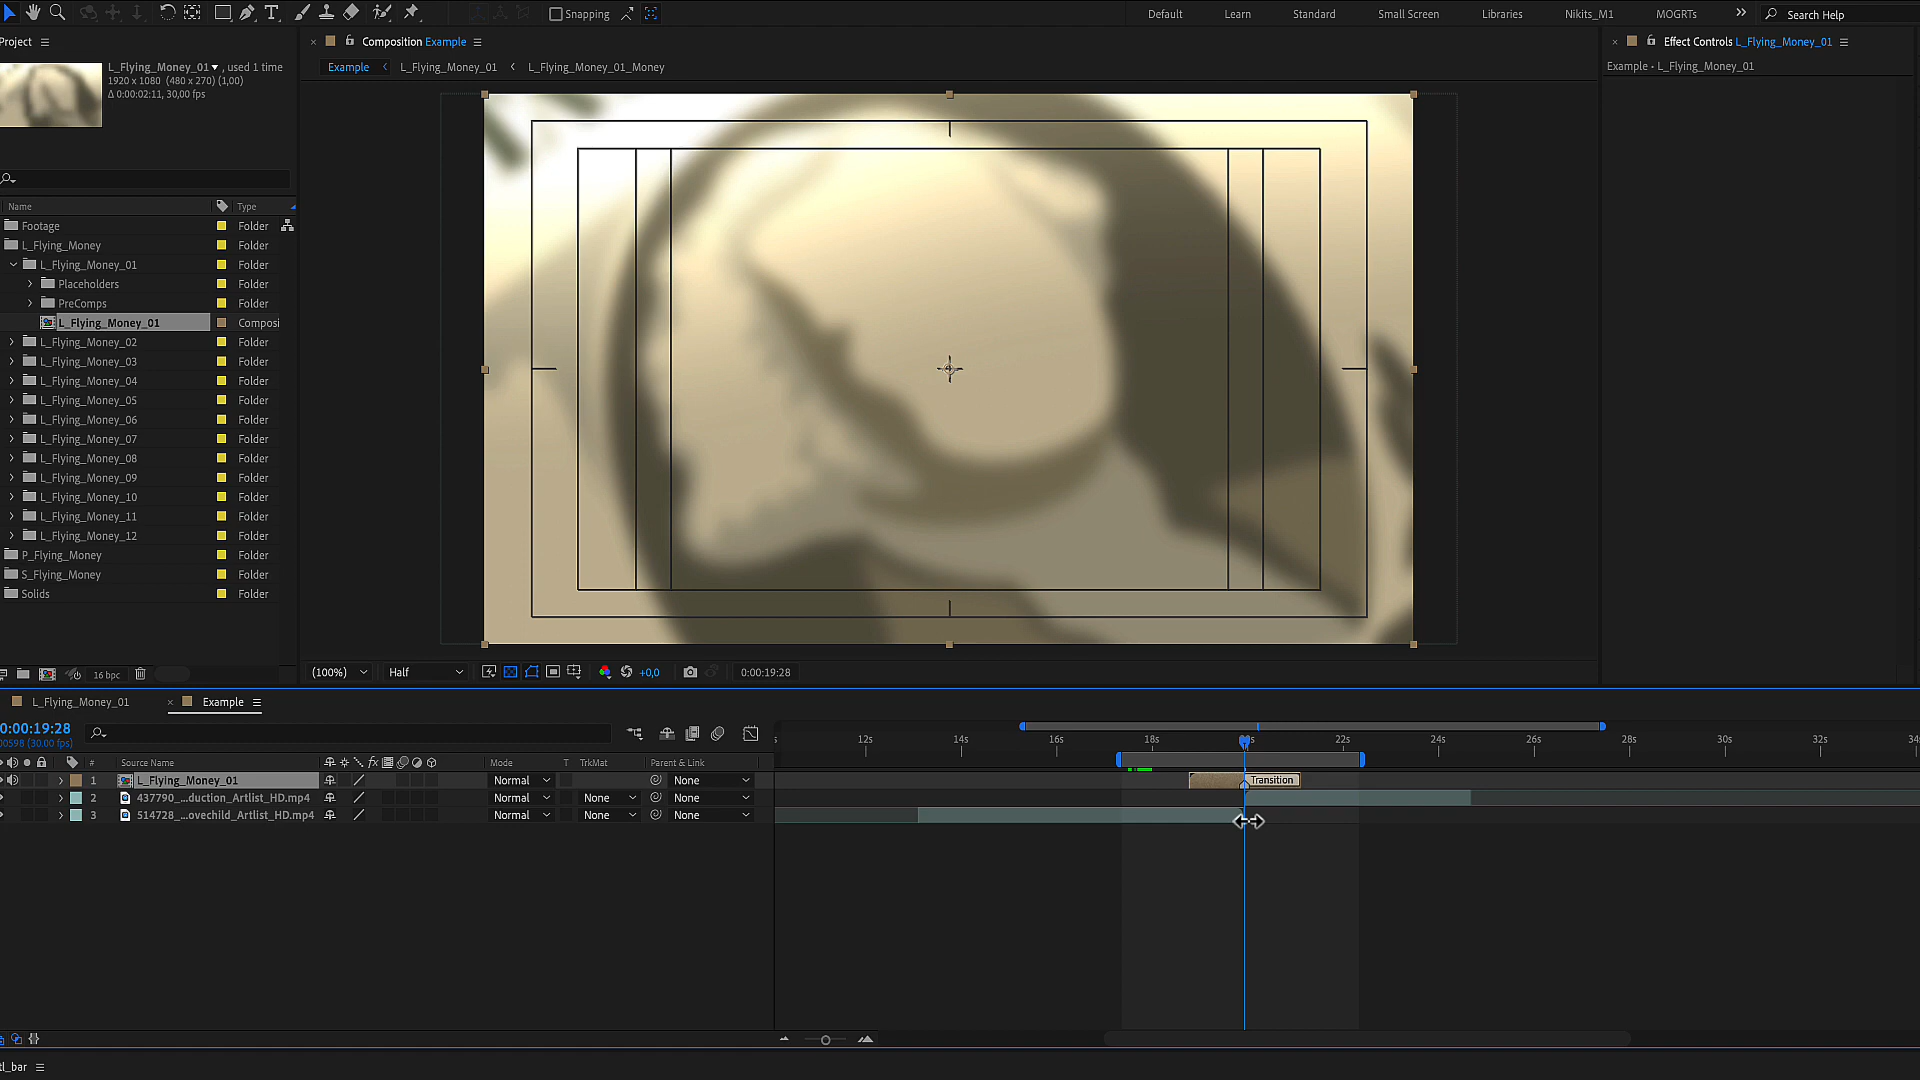 Snapping
Default
Learn
Standard
Small Screen
Libraries
Nikits_M1
MOGRTs
Search Help
Project
L_Flying_Money_01 , used 1 time
1920 x 1080 (480 x 270) (1,00)
Δ 0:00:02:11, 30,00 fps
Composition Example
Example
L_Flying_Money_01
L_Flying_Money_01_Money
Effect Controls L_Flying_Money_01
Example - L_Flying_Money_01
Name
Type
Footage
Folder
L_Flying_Money
Folder
L_Flying_Money_01
Folder
Placeholders
Folder
PreComps
Folder
L_Flying_Money_01
Composi
L_Flying_Money_02
Folder
L_Flying_Money_03
Folder
L_Flying_Money_04
Folder
L_Flying_Money_05
Folder
L_Flying_Money_06
Folder
L_Flying_Money_07
Folder
L_Flying_Money_08
Folder
L_Flying_Money_09
Folder
L_Flying_Money_10
Folder
L_Flying_Money_11
Folder
L_Flying_Money_12
Folder
P_Flying_Money
Folder
S_Flying_Money
Folder
Solids
Folder
16 bpc
(100%)
Half
+0,0
0:00:19:28
L_Flying_Money_01
Example
0:00:19:28
00598 (30.00 fps)
12s
14s
16s
18s
22s
24s
26s
28s
30s
32s
#
Source Name
fx
Mode
T
TrkMat
Parent & Link
1
L_Flying_Money_01
Normal
None
Transition
2
437790_...duction_Artlist_HD.mp4
Normal
None
None
3
514728_...ovechild_Artlist_HD.mp4
Normal
None
None
tl_bar